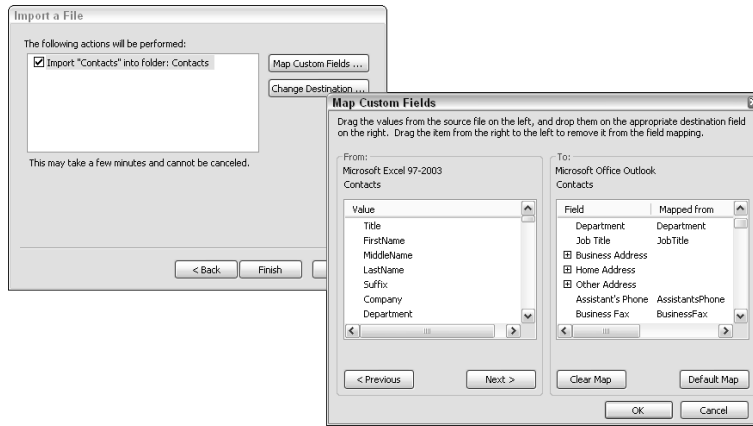 Import a File
The following actions will be performed:
Import "Contacts" into folder: Contacts
Map Custom Fields ...
Change Destination ...
This may take a few minutes and cannot be canceled.
< Back
Finish
Map Custom Fields
Drag the values from the source file on the left, and drop them on the appropriate destination field
on the right. Drag the item from the right to the left to remove it from the field mapping.
From:
Microsoft Excel 97-2003
Contacts
Value
Title
FirstName
MiddleName
LastName
Suffix
Company
Department
< Previous
Next >
To:
Microsoft Office Outlook
Contacts
Field Mapped from
Department Department
Job Title JobTitle
Business Address
Home Address
Other Address
Assistant's Phone AssistantsPhone
Business Fax BusinessFax
Clear Map
Default Map
OK
Cancel